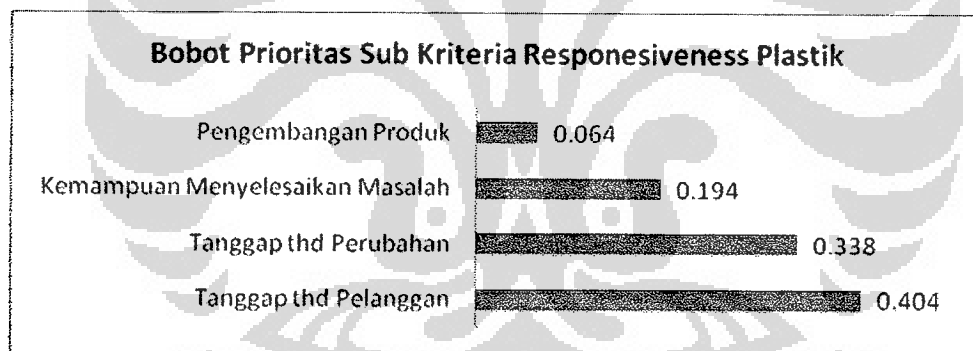 Bobot Prioritas Sub Kriteria Responesiveness Plastik
Pengembangan Produk 0.064
Kemampuan Menyelesaikan Masalah 0.194
Tanggap thd Perubahan 0.338
Tanggap thd Pelanggan 0.404